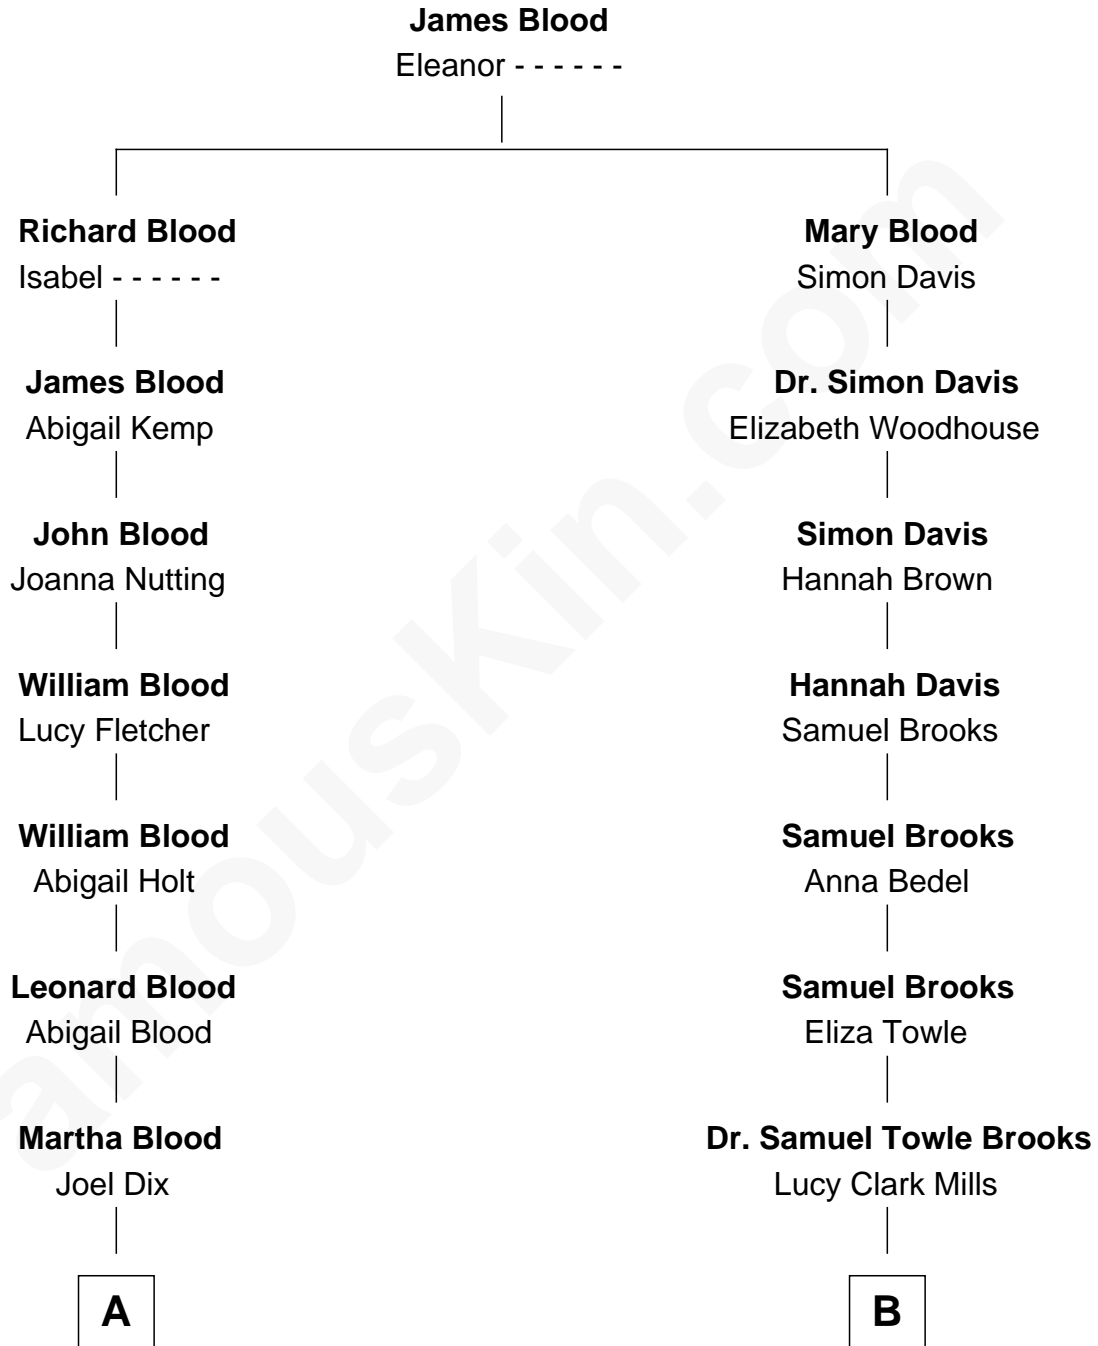 James Blood
Eleanor - - - - - -
Richard Blood
Isabel - - - - - -
Mary Blood
Simon Davis
James Blood
Abigail Kemp
Dr. Simon Davis
Elizabeth Woodhouse
John Blood
Joanna Nutting
Simon Davis
Hannah Brown
William Blood
Lucy Fletcher
Hannah Davis
Samuel Brooks
William Blood
Abigail Holt
Samuel Brooks
Anna Bedel
Leonard Blood
Abigail Blood
Samuel Brooks
Eliza Towle
Martha Blood
Joel Dix
Dr. Samuel Towle Brooks
Lucy Clark Mills
A
B
amousKin.com